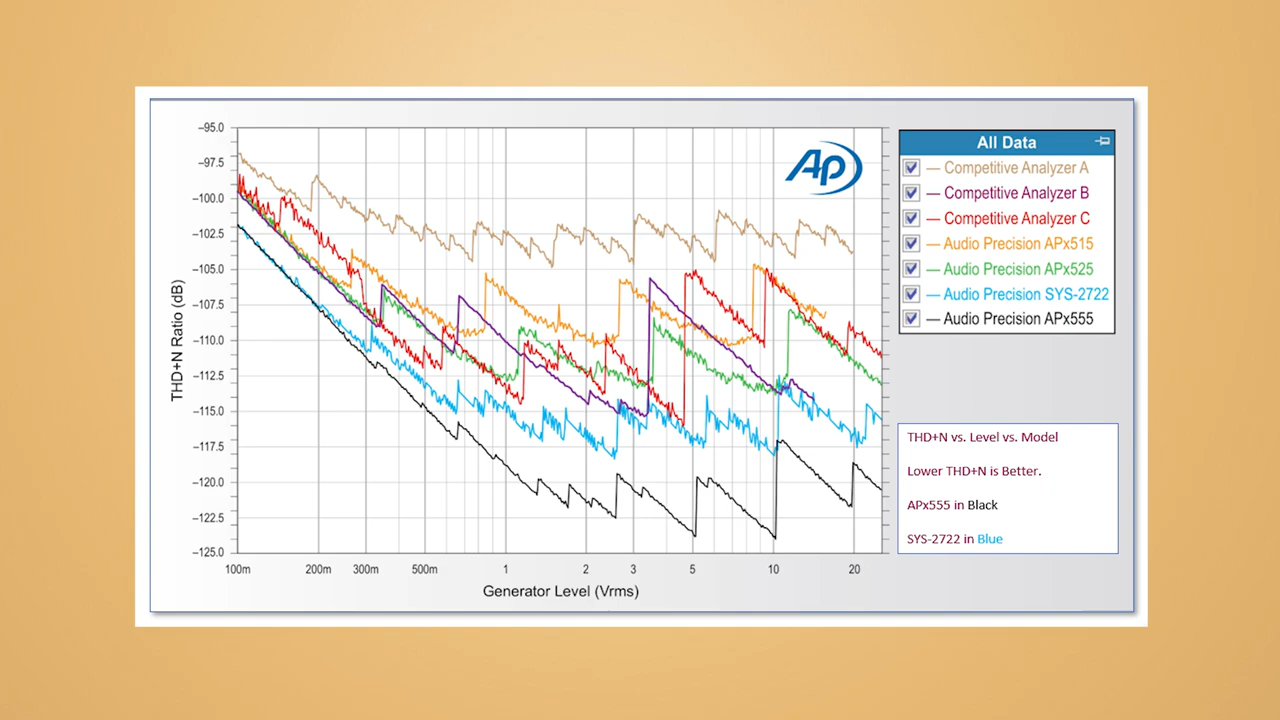 −95.0
−97.5
−100.0
−102.5
−105.0
−107.5
−110.0
−112.5
−115.0
−117.5
−120.0
−122.5
−125.0
THD+N Ratio (dB)
100m 200m 300m 500m 1 2 3 5 10 20
Generator Level (Vrms)
AP
All Data
Competitive Analyzer A
Competitive Analyzer B
Competitive Analyzer C
Audio Precision APx515
Audio Precision APx525
Audio Precision SYS-2722
Audio Precision APx555
THD+N vs. Level vs. Model
Lower THD+N is Better.
APx555 in Black
SYS-2722 in Blue